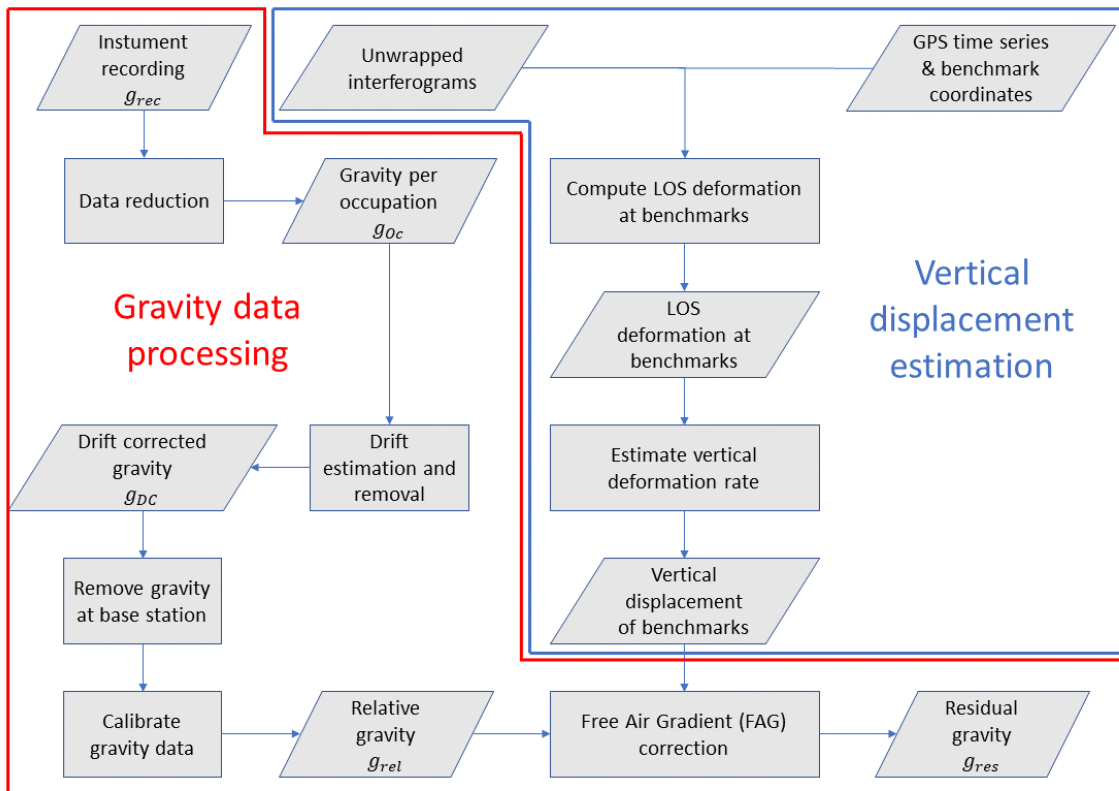 Instument
recording
g_rec
Unwrapped
interferograms
GPS time series
& benchmark
coordinates
Data reduction
Gravity per
occupation
g_Oc
Compute LOS deformation
at benchmarks
Gravity data
processing
LOS
deformation at
benchmarks
Vertical
displacement
estimation
Drift corrected
gravity
g_DC
Drift
estimation and
removal
Estimate vertical
deformation rate
Remove gravity
at base station
Vertical
displacement
of benchmarks
Calibrate
gravity data
Relative
gravity
g_rel
Free Air Gradient (FAG)
correction
Residual
gravity
g_res